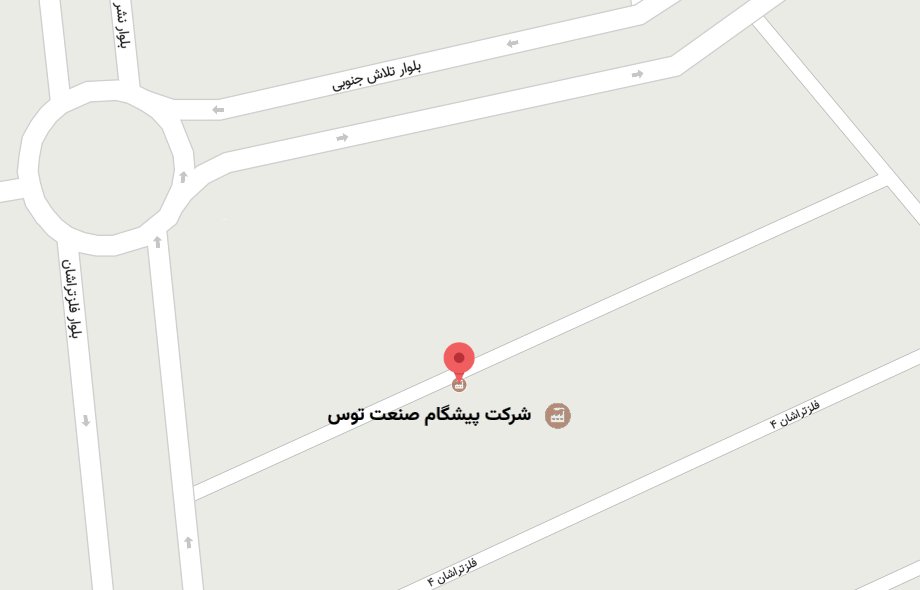 بلوار نشر
بلوار تلاش جنوبی
بلوار فلزتراشان
شرکت پیشگام صنعت توس
فلزتراشان ۴
فلزتراشان ۴